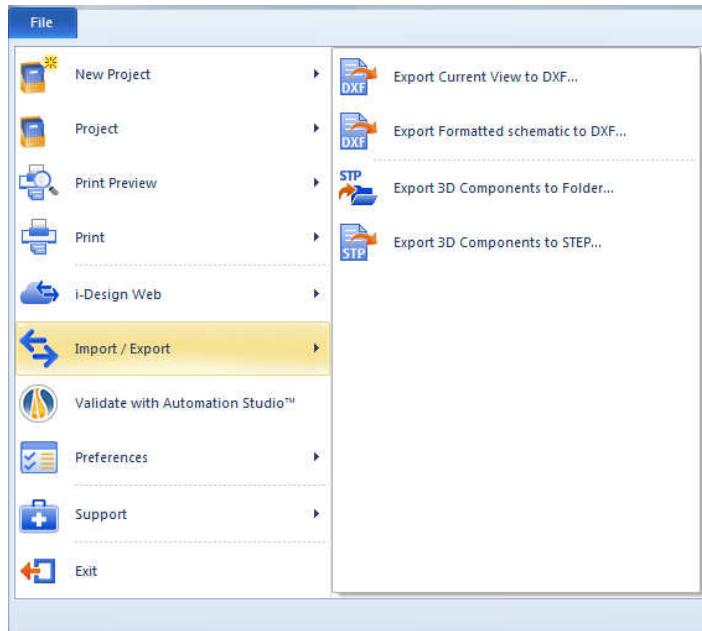 File
New Project
Project
Print Preview
Print
i-Design Web
Import / Export
Validate with Automation Studio™
Preferences
Support
Exit
DXF
Export Current View to DXF...
DXF
Export Formatted schematic to DXF...
STP
Export 3D Components to Folder...
STP
Export 3D Components to STEP...